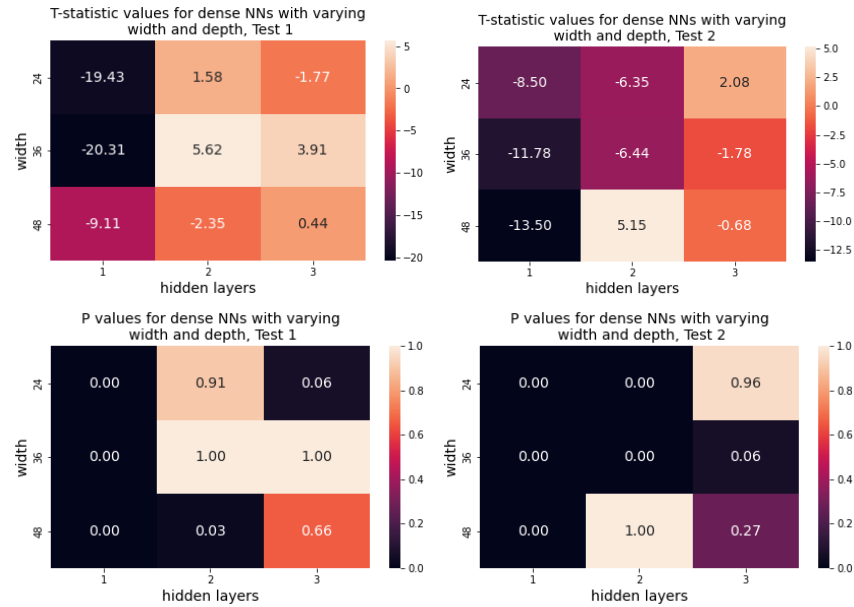 T-statistic values for dense NNs with varying
width and depth, Test 1
width
24
36
48
-19.43 1.58 -1.77
-20.31 5.62 3.91
-9.11 -2.35 0.44
1 2 3
hidden layers
5
0
−5
−10
−15
−20
T-statistic values for dense NNs with varying
width and depth, Test 2
width
24
36
48
-8.50 -6.35 2.08
-11.78 -6.44 -1.78
-13.50 5.15 -0.68
1 2 3
hidden layers
5.0
2.5
0.0
−2.5
−5.0
−7.5
−10.0
−12.5
P values for dense NNs with varying
width and depth, Test 1
width
24
36
48
0.00 0.91 0.06
0.00 1.00 1.00
0.00 0.03 0.66
1 2 3
hidden layers
1.0
0.8
0.6
0.4
0.2
0.0
P values for dense NNs with varying
width and depth, Test 2
width
24
36
48
0.00 0.00 0.96
0.00 0.00 0.06
0.00 1.00 0.27
1 2 3
hidden layers
1.0
0.8
0.6
0.4
0.2
0.0